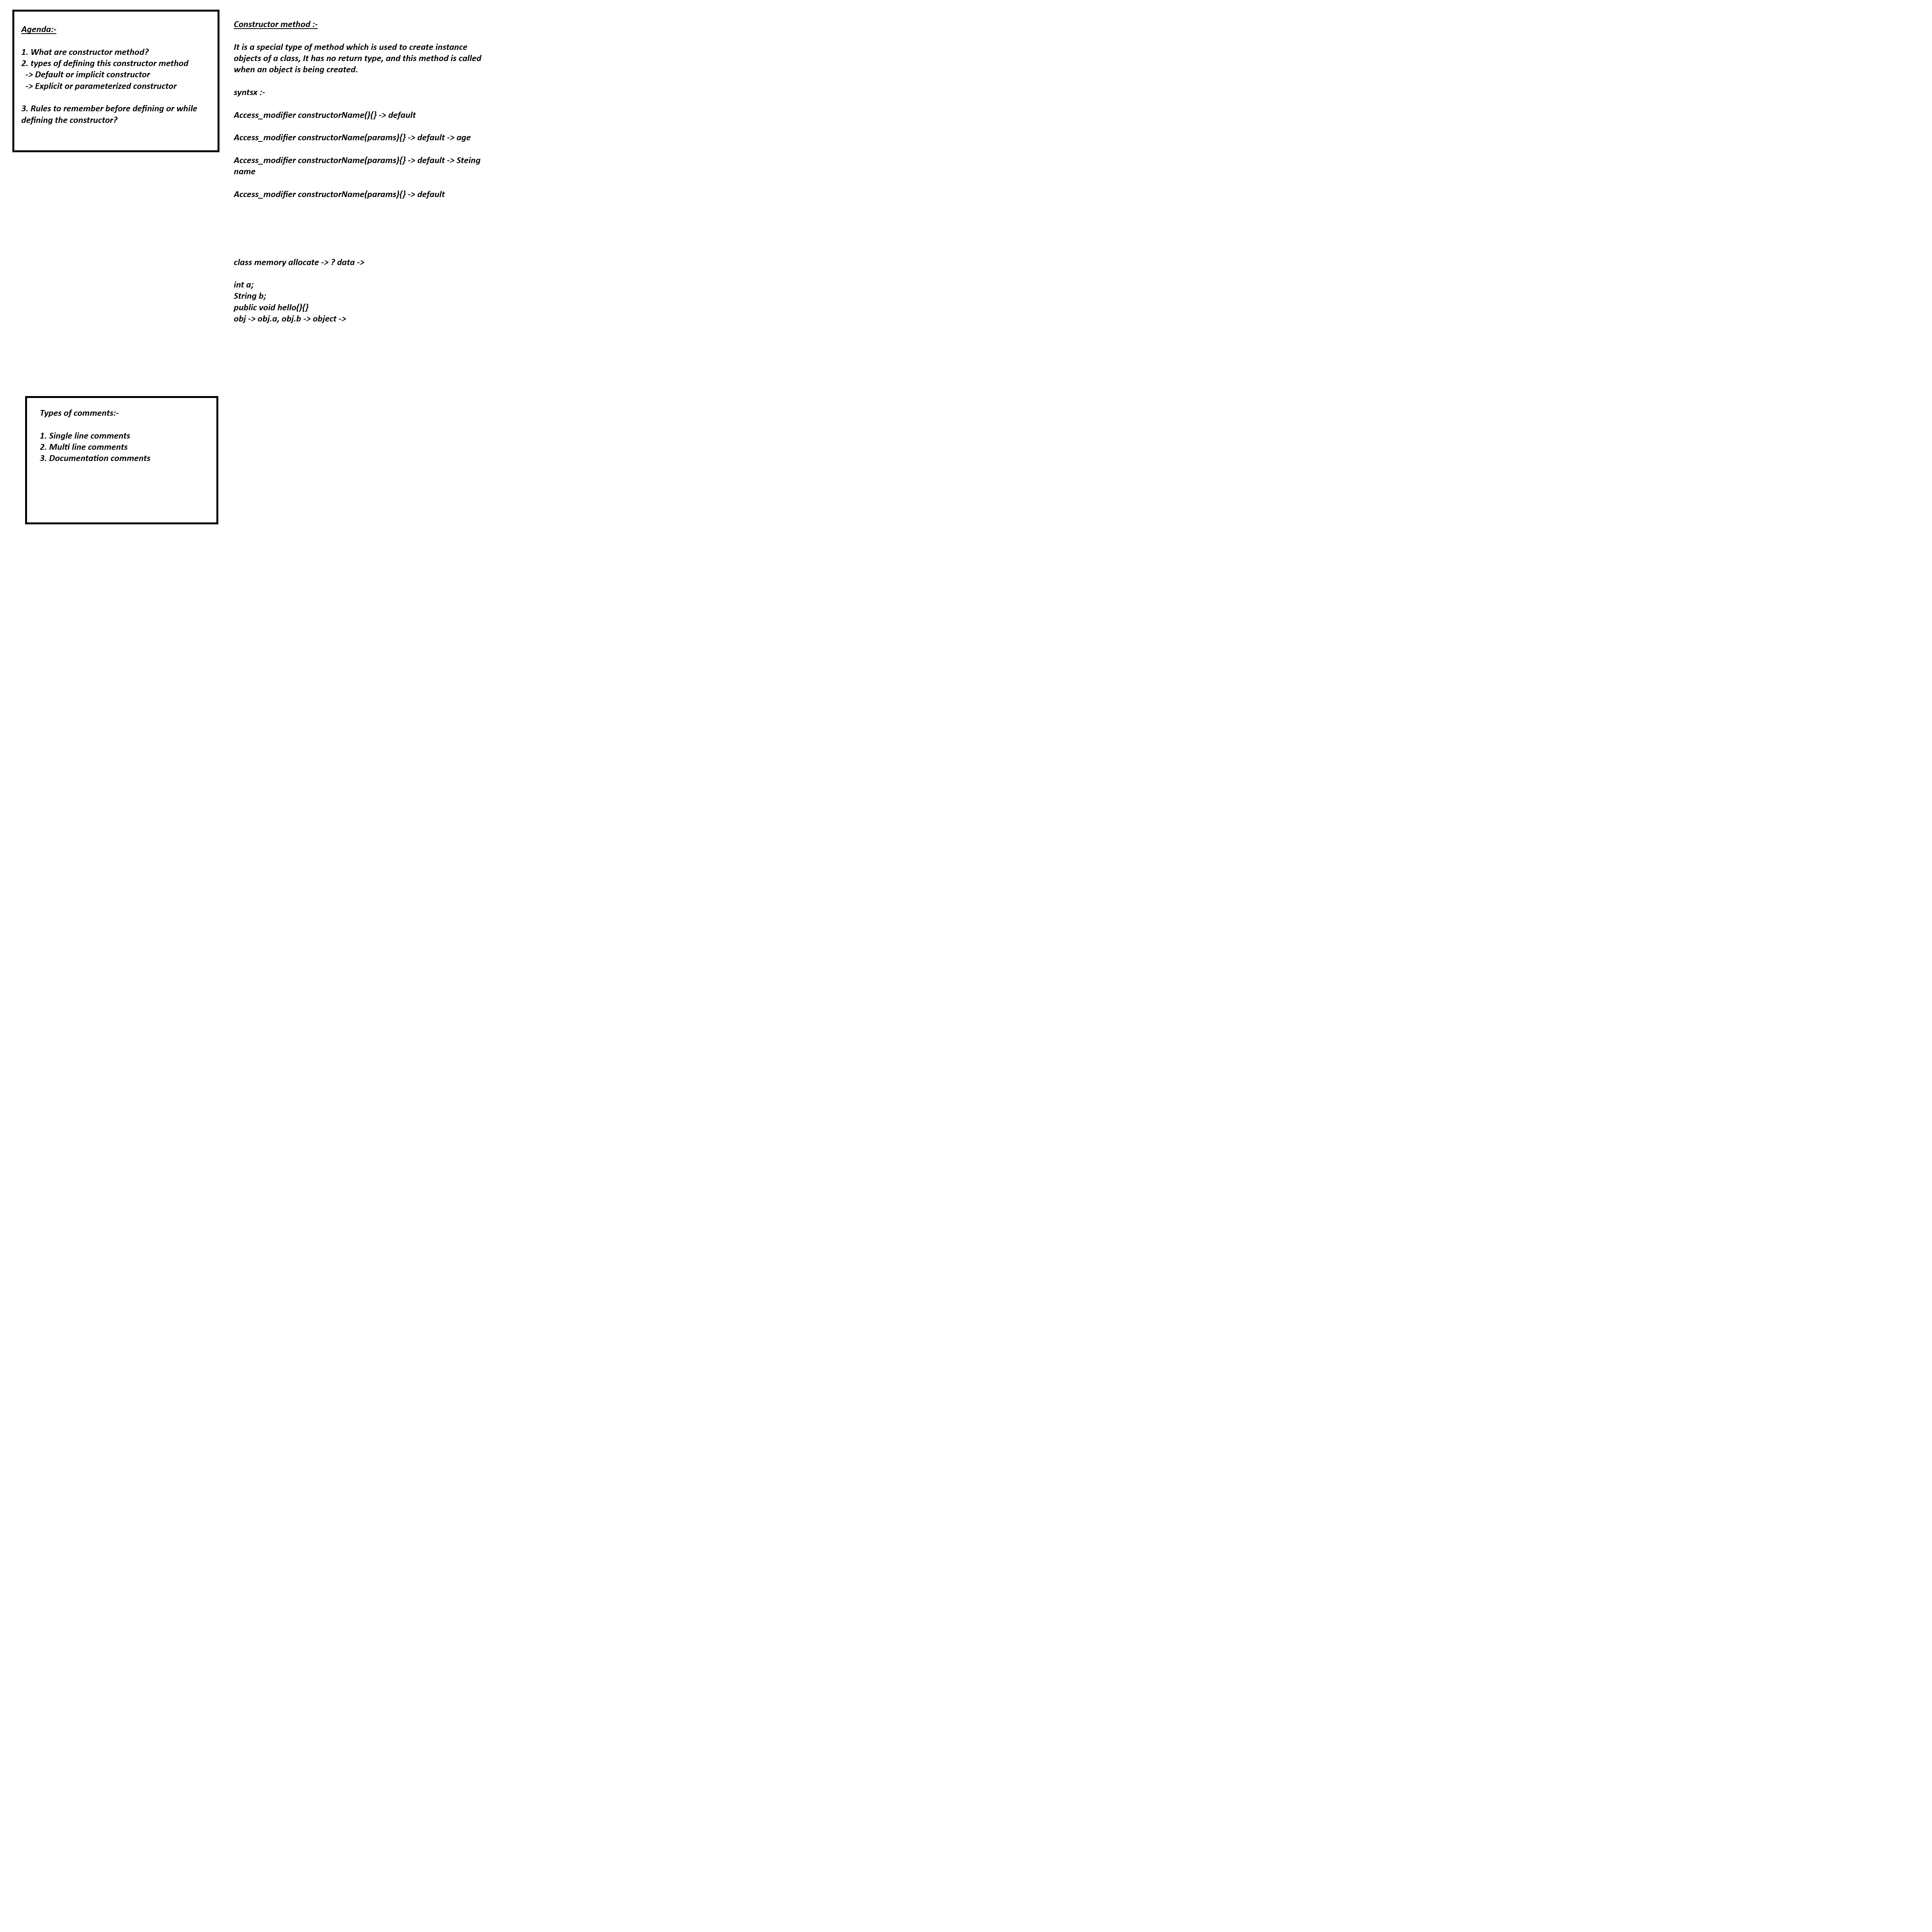 Agenda:-
1. What are constructor method?
2. types of defining this constructor method
-> Default or implicit constructor
-> Explicit or parameterized constructor
3. Rules to remember before defining or while
defining the constructor?
Constructor method :-
It is a special type of method which is used to create instance
objects of a class, It has no return type, and this method is called
when an object is being created.
syntsx :-
Access_modifier constructorName(){} -> default
Access_modifier constructorName(params){} -> default -> age
Access_modifier constructorName(params){} -> default -> Steing
name
Access_modifier constructorName(params){} -> default
class memory allocate -> ? data ->
int a;
String b;
public void hello(){}
obj -> obj.a, obj.b -> object ->
Types of comments:-
1. Single line comments
2. Multi line comments
3. Documentation comments